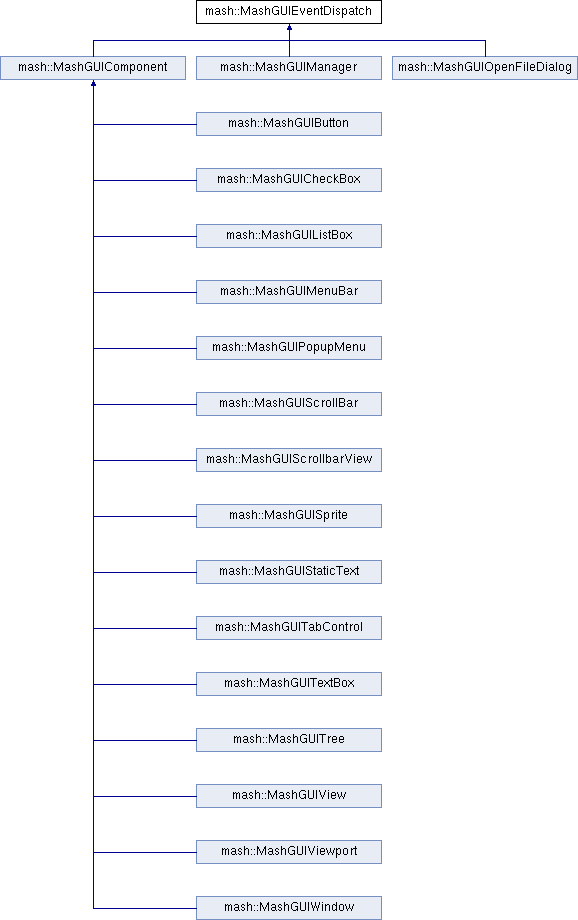 mash::MashGUIEventDispatch
mash::MashGUIComponent
mash::MashGUIManager
mash::MashGUIOpenFileDialog
mash::MashGUIButton
mash::MashGUICheckBox
mash::MashGUIListBox
mash::MashGUIMenuBar
mash::MashGUIPopupMenu
mash::MashGUIScrollBar
mash::MashGUIScrollbarView
mash::MashGUISprite
mash::MashGUIStaticText
mash::MashGUITabControl
mash::MashGUITextBox
mash::MashGUITree
mash::MashGUIView
mash::MashGUIViewport
mash::MashGUIWindow